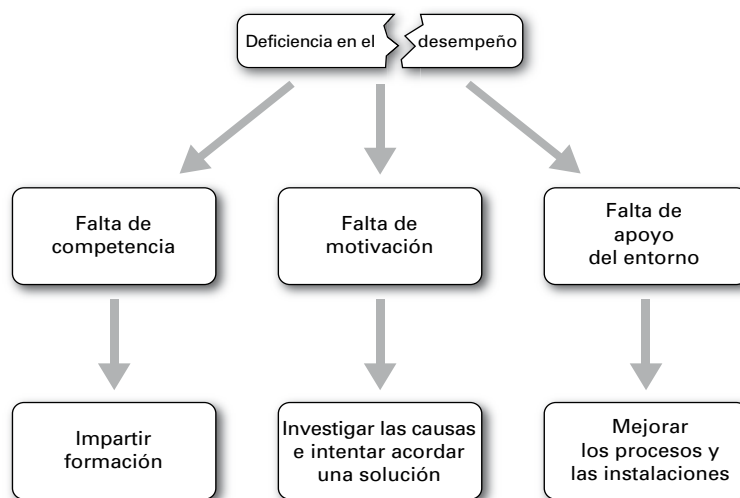 Deficiencia en el desempeño
Falta de
competencia
Falta de
motivación
Falta de
apoyo
del entorno
Impartir
formación
Investigar las causas
e intentar acordar
una solución
Mejorar
los procesos y
las instalaciones